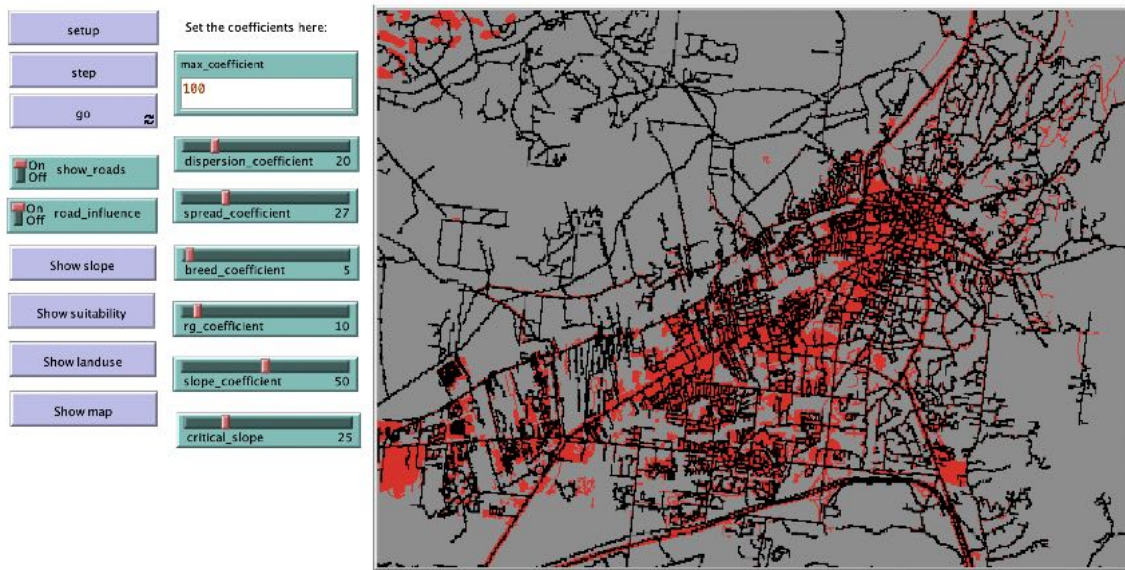 setup
step
go
On
Off
show_roads
On
Off
road_influence
Show slope
Show suitability
Show landuse
Show map
Set the coefficients here:
max_coefficient
100
dispersion_coefficient 20
spread_coefficient 27
breed_coefficient 5
rg_coefficient 10
slope_coefficient 50
critical_slope 25